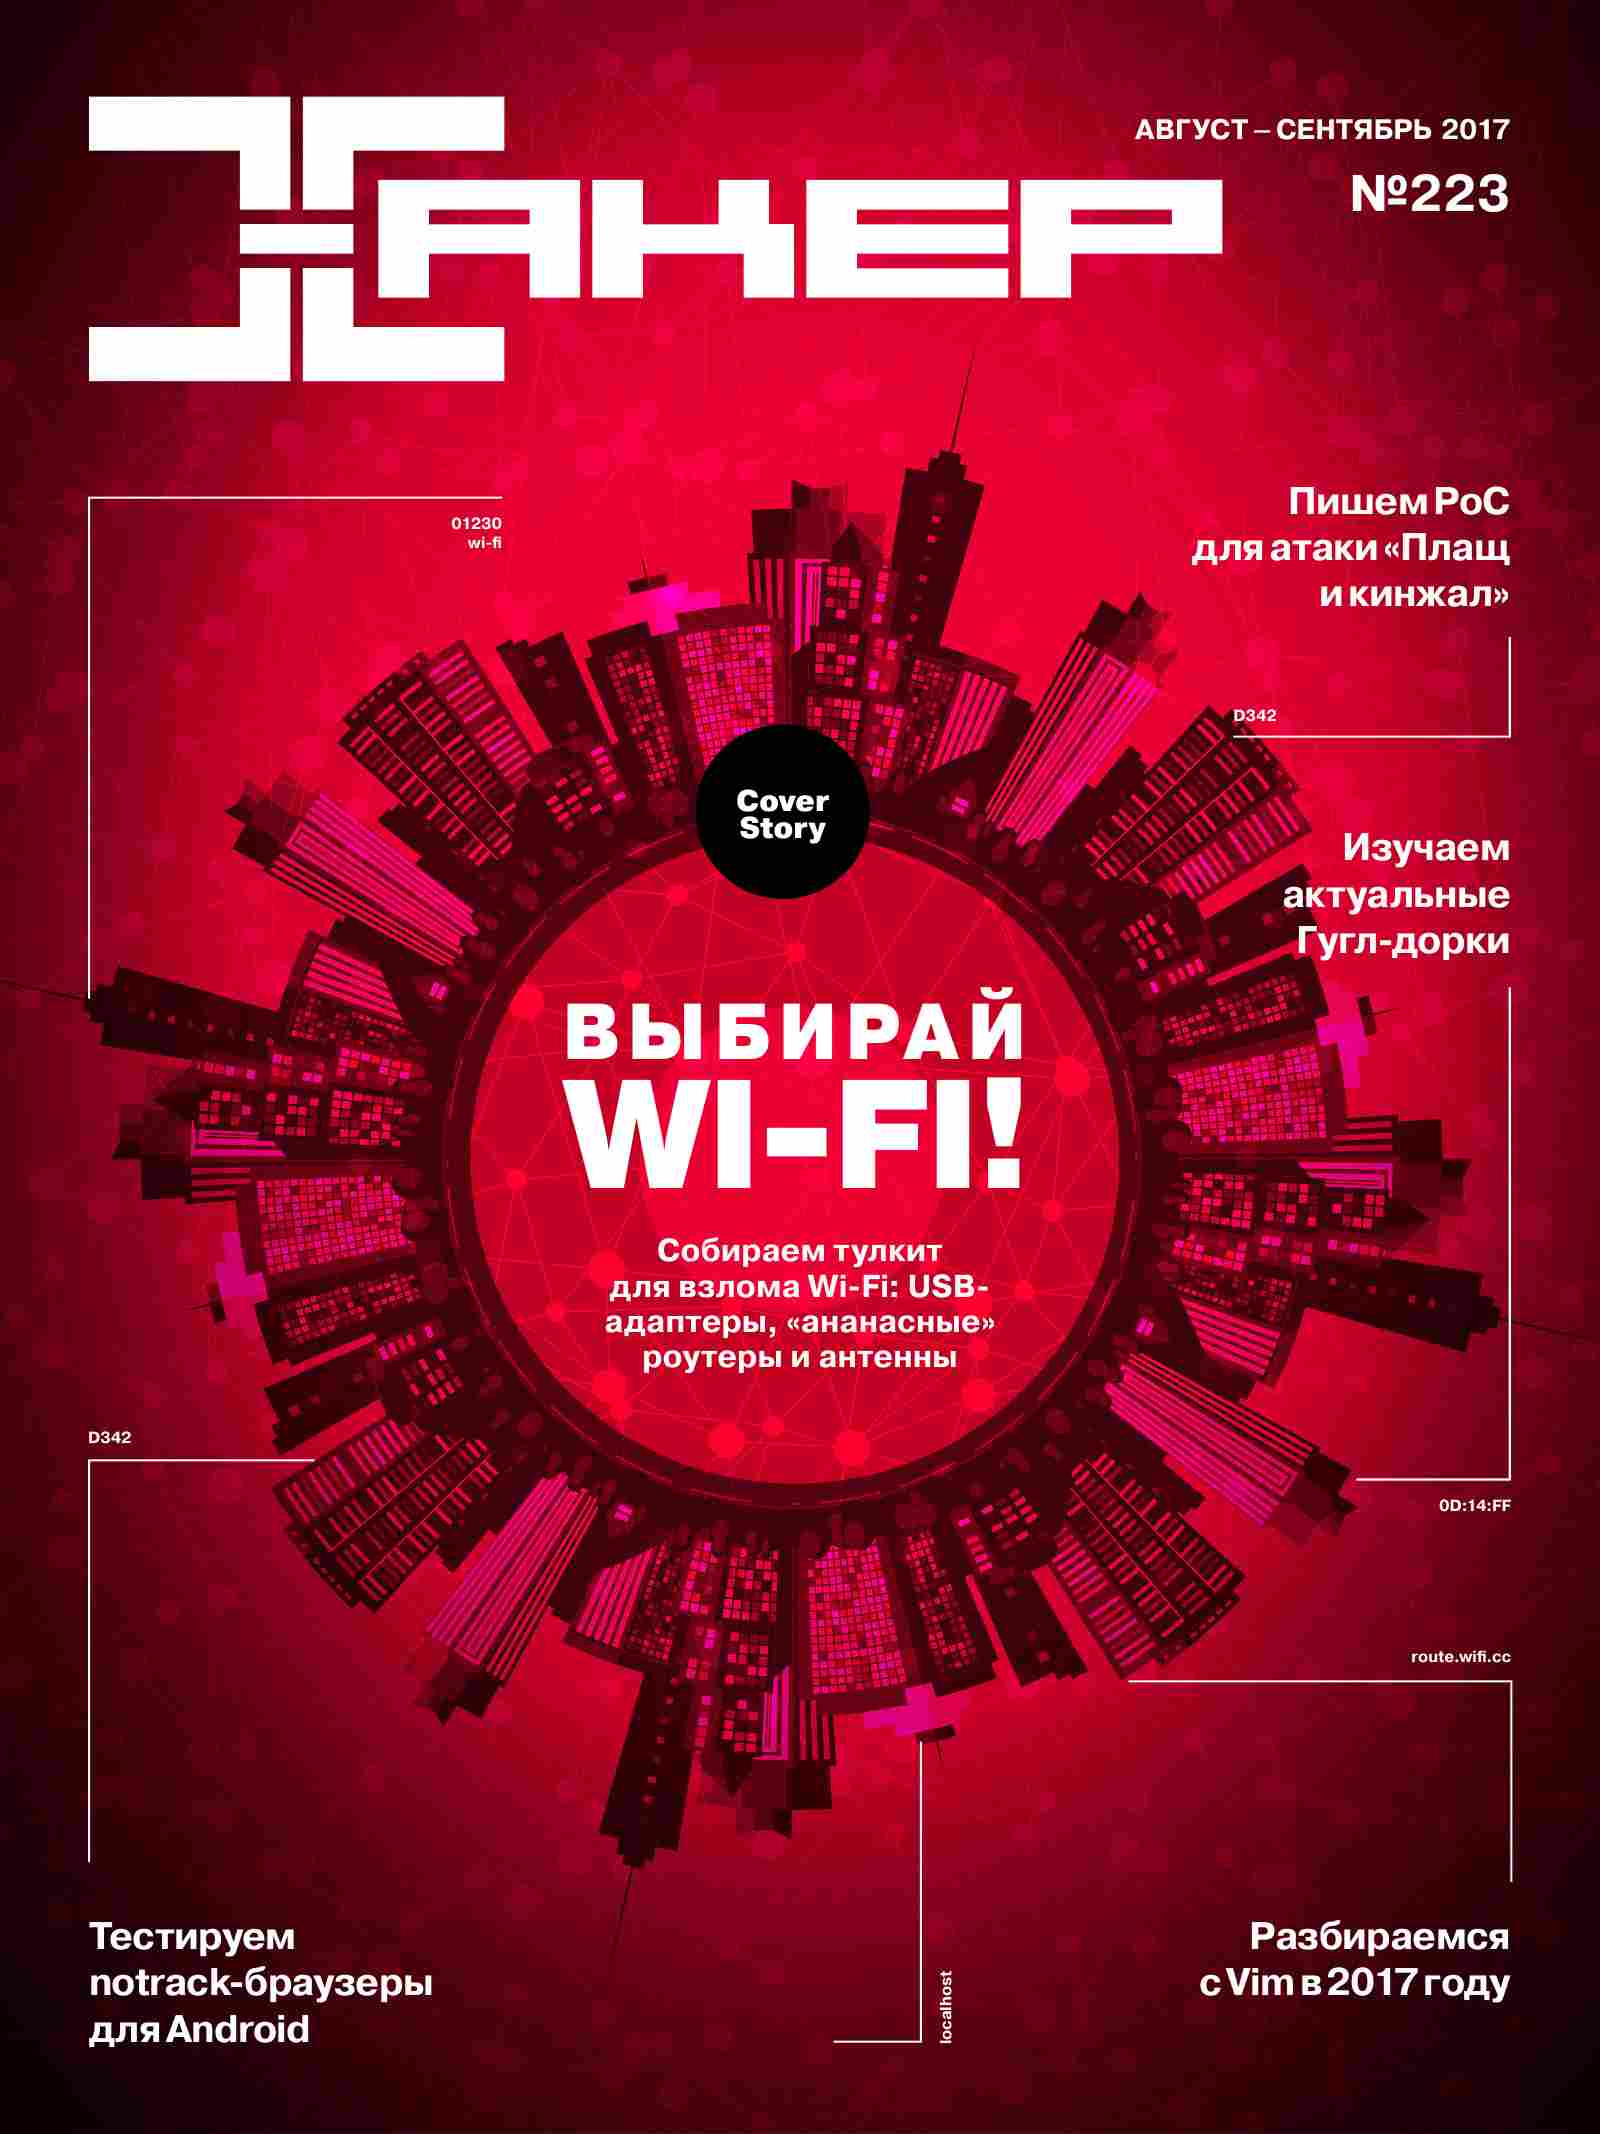 ХАКЕР
АВГУСТ – СЕНТЯБРЬ 2017
№223
01230
wi-fi
Пишем PoC
для атаки «Плащ
и кинжал»
D342
Cover
Story
Изучаем
актуальные
Гугл-дорки
ВЫБИРАЙ
WI-FI!
Собираем тулкит
для взлома Wi-Fi: USB-
адаптеры, «ананасные»
роутеры и антенны
D342
0D:14:FF
route.wifi.cc
Тестируем
notrack-браузеры
для Android
localhost
Разбираемся
с Vim в 2017 году